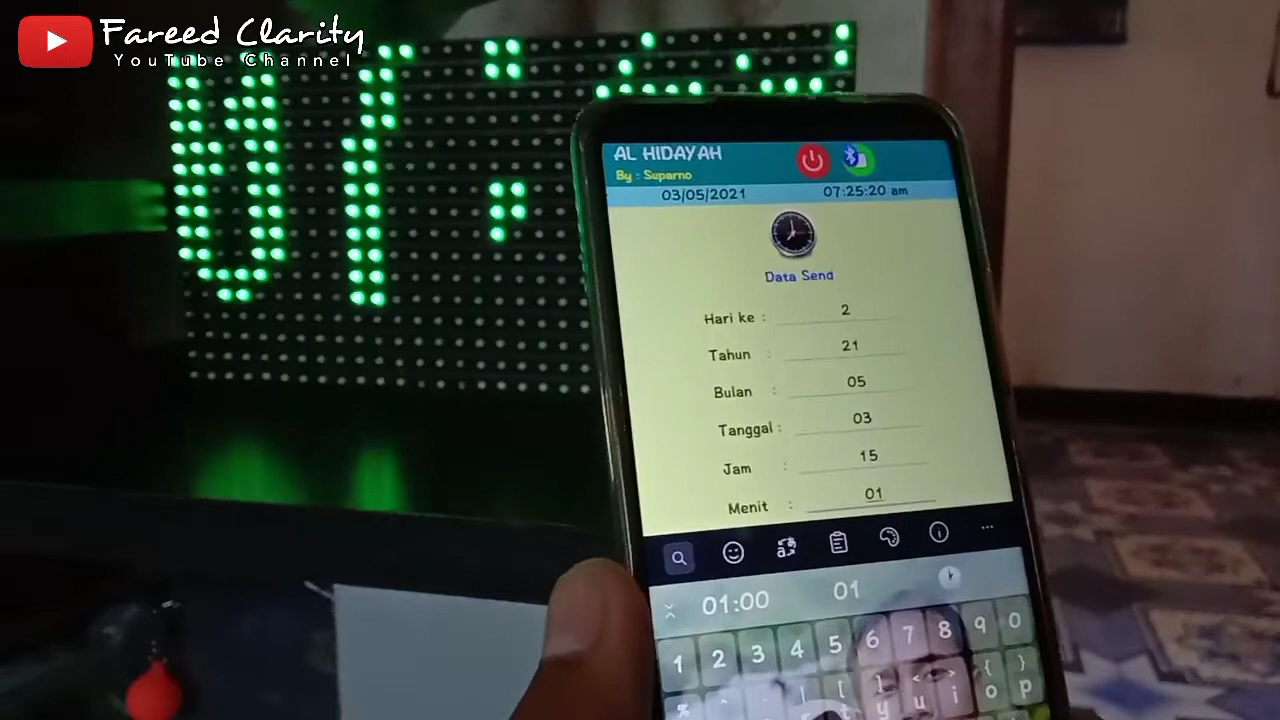 Fareed Clarity
YouTube Channel
AL HIDAYAH
By : Suparno
03/05/2021 07:25:20 am
Data Send
Hari ke : 2
Tahun : 21
Bulan : 05
Tanggal : 03
Jam : 15
Menit : 01
01:00 01
1 2 3 4 5 6 7 8 9 0